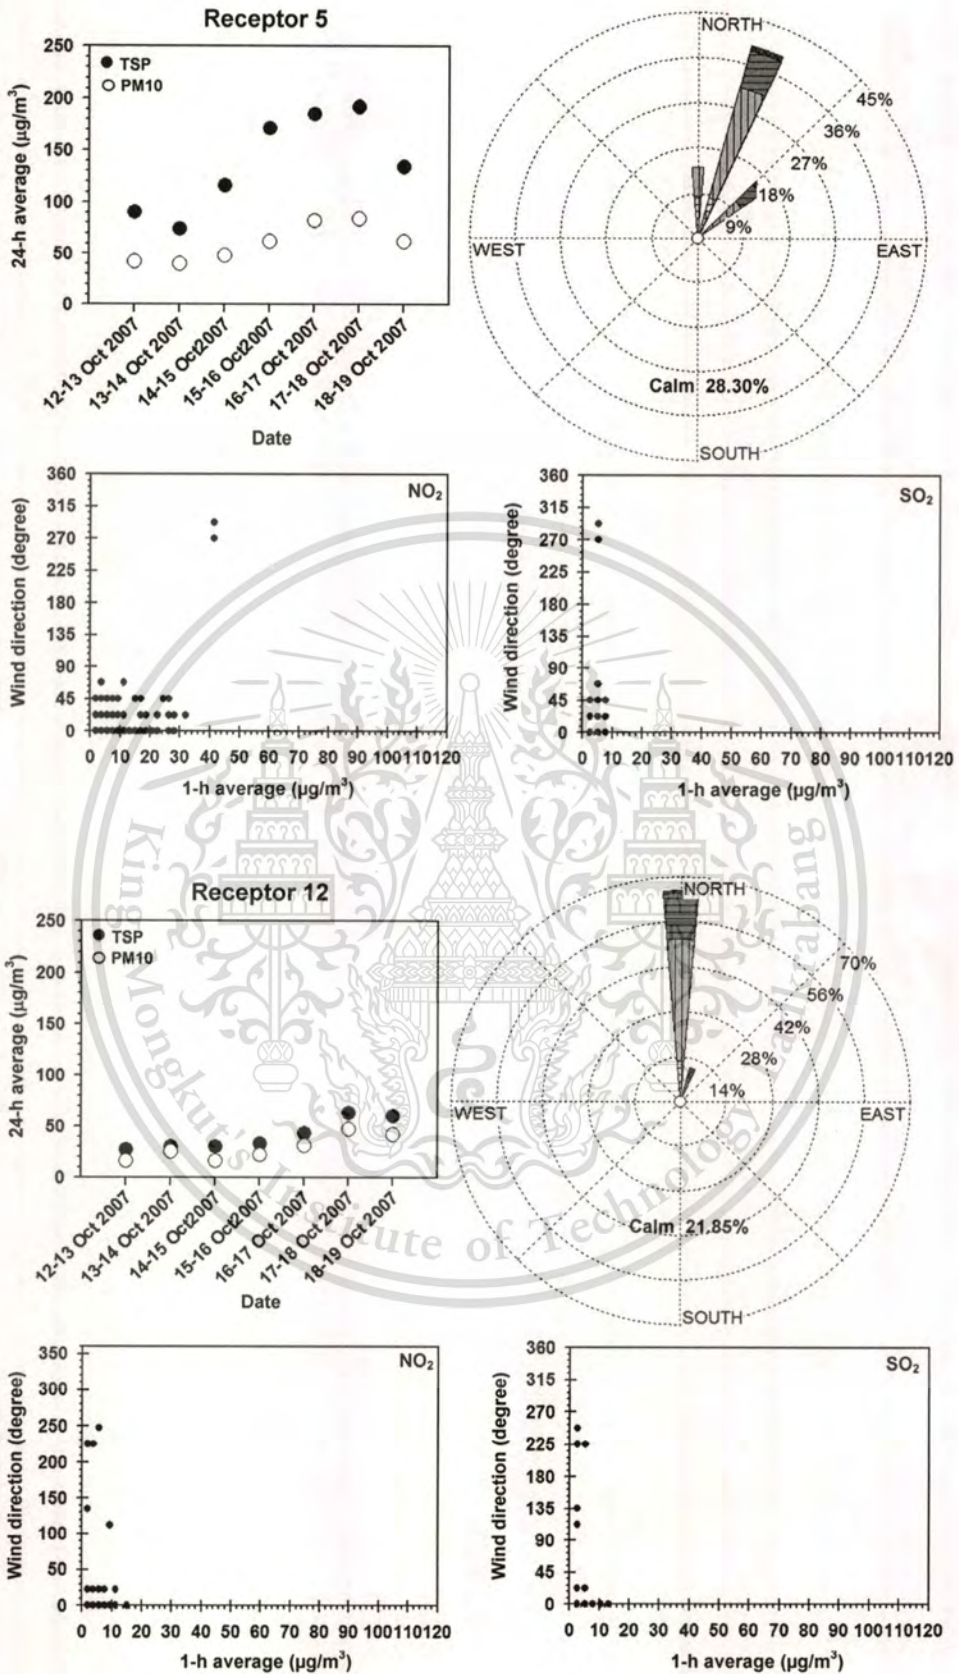 Receptor 5
250
200
150
100
50
0
24-h average (µg/m³)
TSP
PM10
12-13 Oct 2007
13-14 Oct 2007
14-15 Oct2007
15-16 Oct2007
16-17 Oct 2007
17-18 Oct 2007
18-19 Oct 2007
Date
NORTH
45%
36%
27%
18%
9%
WEST
EAST
Calm 28.30%
SOUTH
NO₂
360
315
270
225
180
135
90
45
0
Wind direction (degree)
0 10 20 30 40 50 60 70 80 90 100110120
1-h average (µg/m³)
SO₂
360
315
270
225
180
135
90
45
0
Wind direction (degree)
0 10 20 30 40 50 60 70 80 90 100110120
1-h average (µg/m³)
Receptor 12
250
200
150
100
50
0
24-h average (µg/m³)
TSP
PM10
12-13 Oct 2007
13-14 Oct 2007
14-15 Oct2007
15-16 Oct2007
16-17 Oct 2007
17-18 Oct 2007
18-19 Oct2007
Date
NORTH
70%
56%
42%
28%
14%
WEST
EAST
Calm 21.85%
SOUTH
NO₂
350
300
250
200
150
100
50
0
Wind direction (degree)
0 10 20 30 40 50 60 70 80 90 100110120
1-h average (µg/m³)
SO₂
360
315
270
225
180
135
90
45
0
Wind direction (degree)
0 10 20 30 40 50 60 70 80 90 100110120
1-h average (µg/m³)
King Mongkut's Institute of Technology Ladkrabang